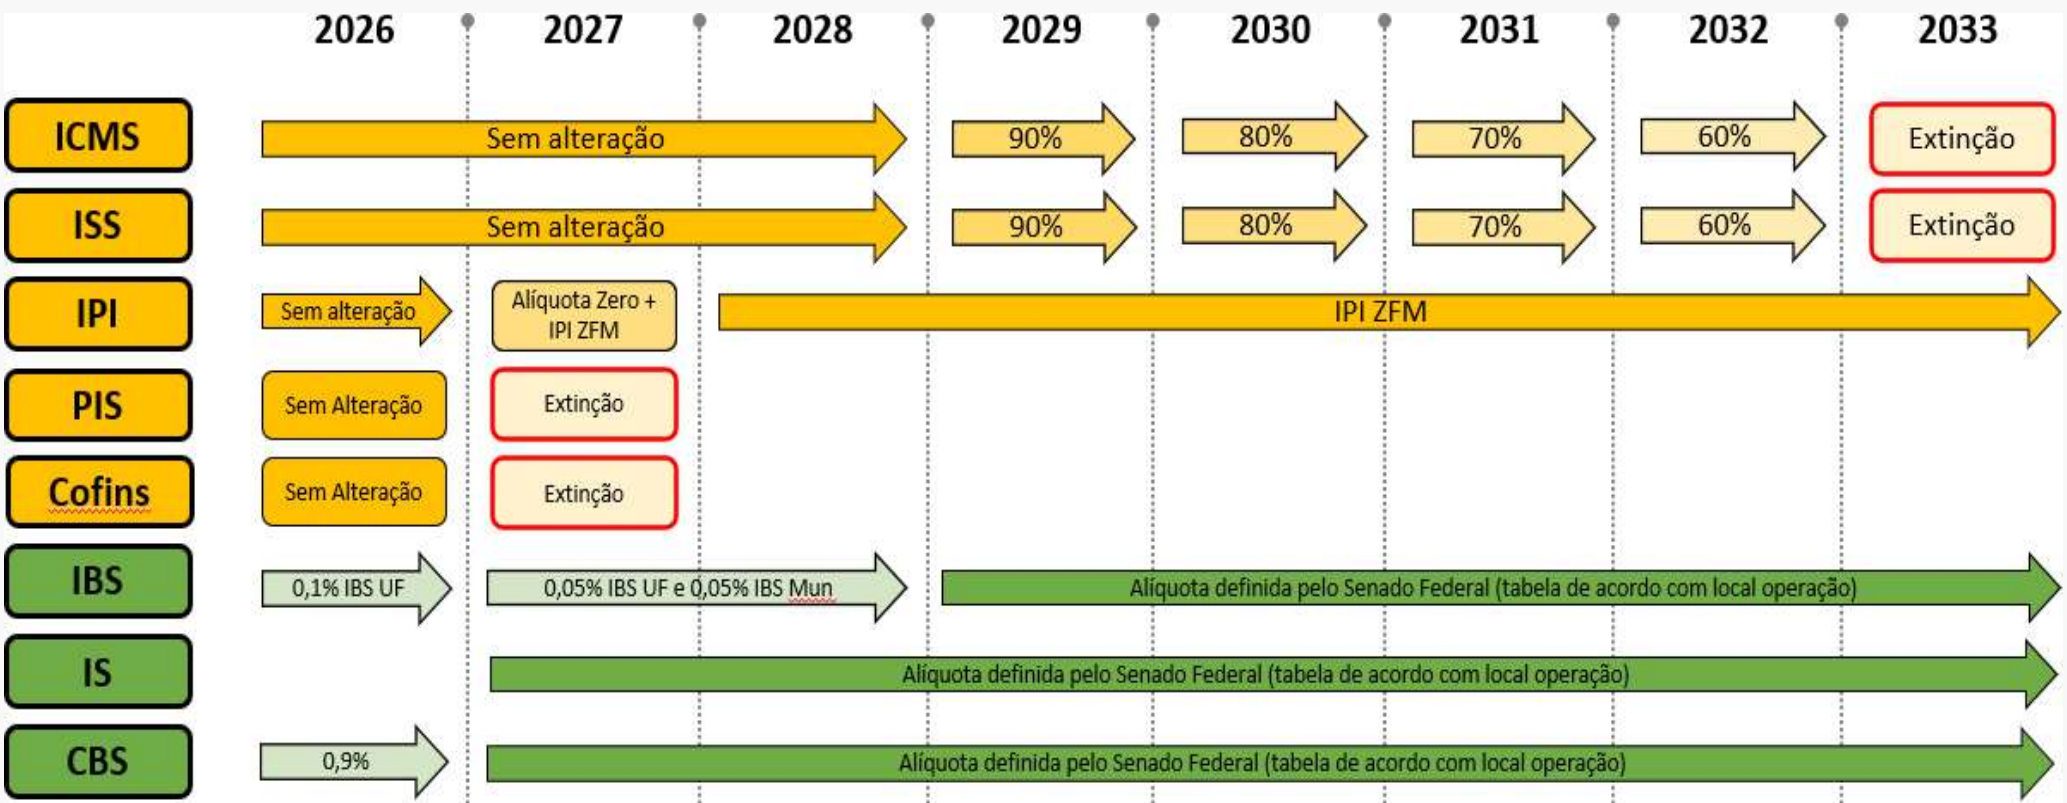 2026 2027 2028 2029 2030 2031 2032 2033
ICMS Sem alteração 90% 80% 70% 60% Extinção
ISS Sem alteração 90% 80% 70% 60% Extinção
IPI Sem alteração Alíquota Zero +
IPI ZFM IPI ZFM
PIS Sem Alteração Extinção
Cofins Sem Alteração Extinção
IBS 0,1% IBS UF 0,05% IBS UF e 0,05% IBS Mun Alíquota definida pelo Senado Federal (tabela de acordo com local operação)
IS Alíquota definida pelo Senado Federal (tabela de acordo com local operação)
CBS 0,9% Alíquota definida pelo Senado Federal (tabela de acordo com local operação)